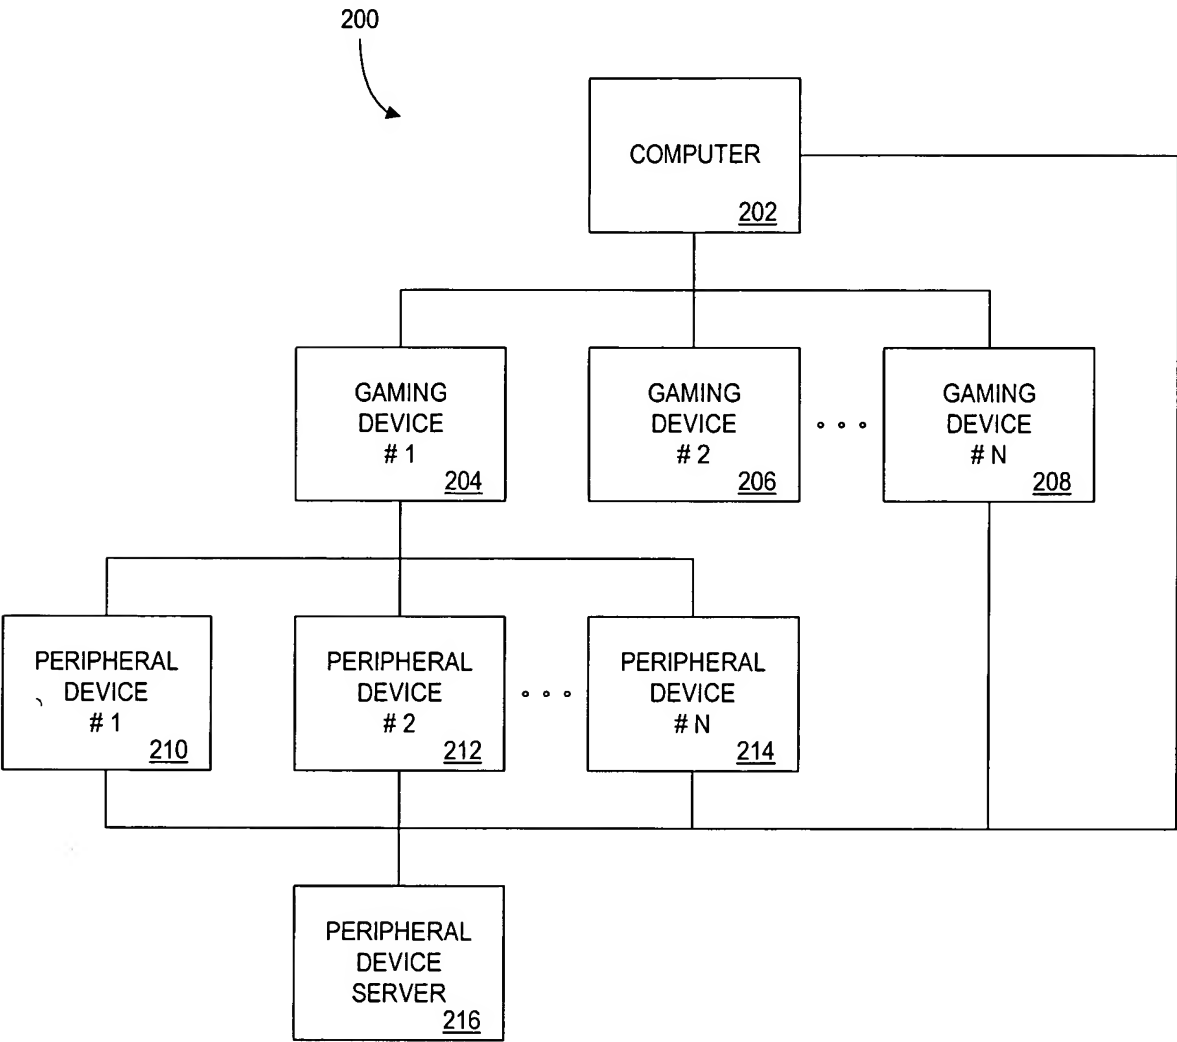 200
COMPUTER
202
GAMING
DEVICE
# 1
204
GAMING
DEVICE
# 2
206
GAMING
DEVICE
# N
208
PERIPHERAL
DEVICE
# 1
210
PERIPHERAL
DEVICE
# 2
212
PERIPHERAL
DEVICE
# N
214
PERIPHERAL
DEVICE
SERVER
216